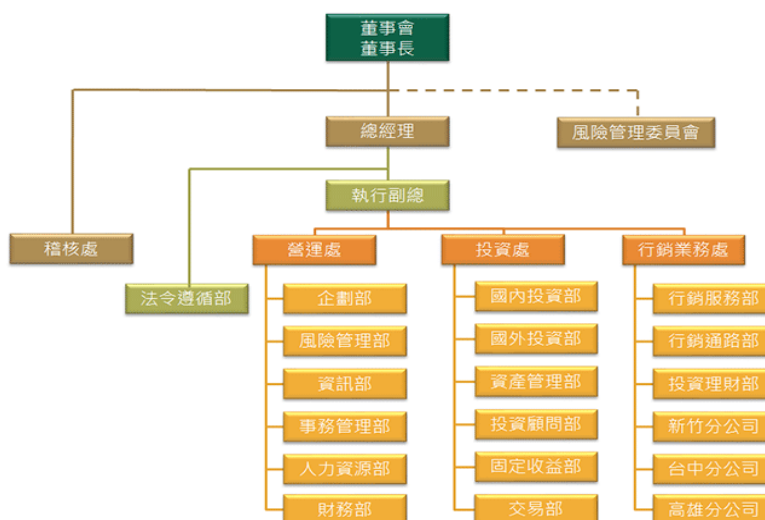 董事會
董事長
總經理
風險管理委員會
執行副總
稽核處
營運處
投資處
行銷業務處
法令遵循部
企劃部
風險管理部
資訊部
事務管理部
人力資源部
財務部
國內投資部
國外投資部
資產管理部
投資顧問部
固定收益部
交易部
行銷服務部
行銷通路部
投資理財部
新竹分公司
台中分公司
高雄分公司